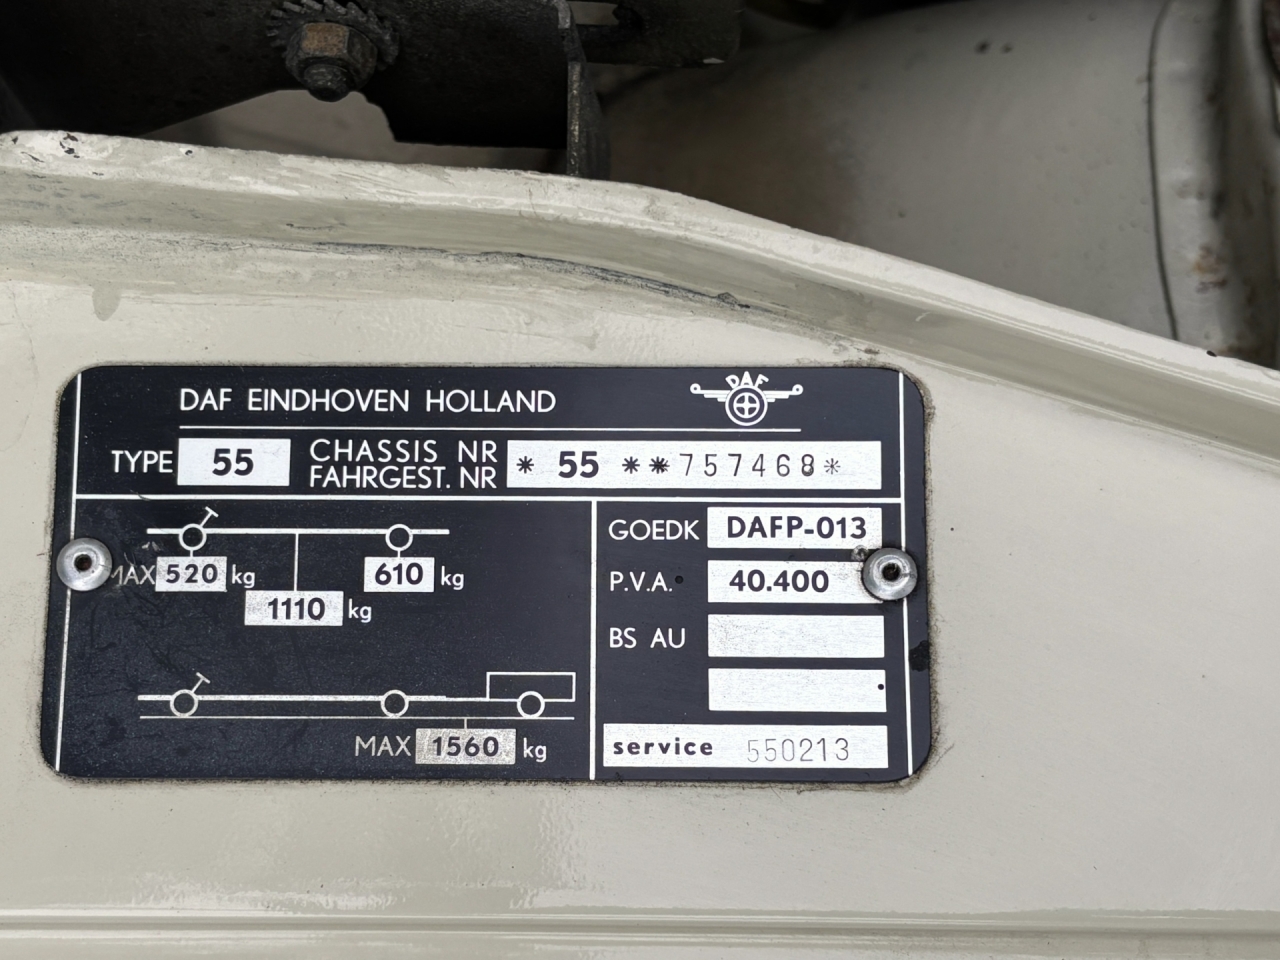 DAF EINDHOVEN HOLLAND
DAF
TYPE 55
CHASSIS NR
FAHRGEST. NR
* 55 **757468*
GOEDK DAFP-013
MAX 520 kg
610 kg
P.V.A. 40.400
1110 kg
BS AU
MAX 1560 kg
service 550213